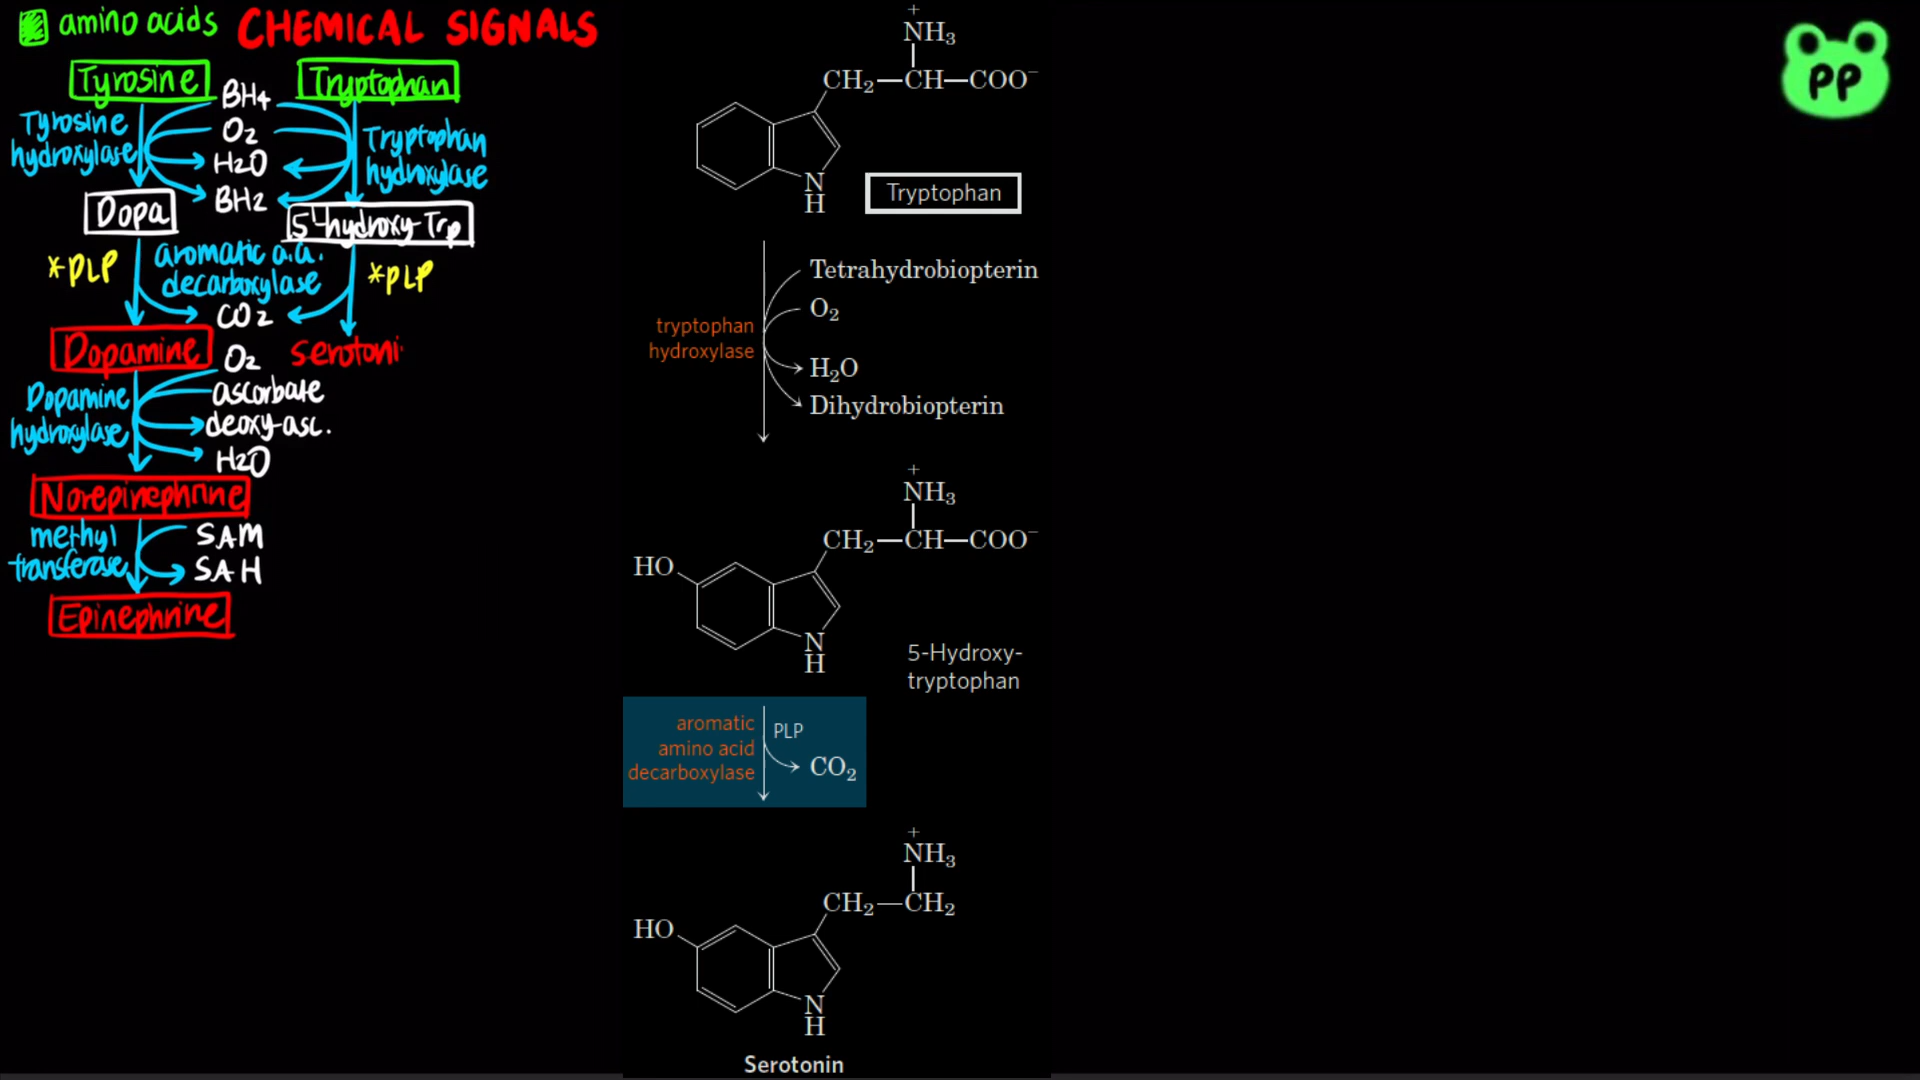 amino acids CHEMICAL SIGNALS
Tyrosine
Tryptophan
BH4
O2
H2O
BH2
Tyrosine
hydroxylase
Tryptophan
hydroxylase
Dopa
5'-hydroxy-Trp
*PLP
aromatic a.a.
decarboxylase
*PLP
CO2
Dopamine
serotoni
O2
ascorbate
deoxy-asc.
H2O
Dopamine
hydroxylase
Norepinephrine
methyl
transferase
SAM
SAH
Epinephrine
+
NH3
CH2—CH—COO−
N
H
Tryptophan
Tetrahydrobiopterin
O2
tryptophan
hydroxylase
H2O
Dihydrobiopterin
+
NH3
CH2—CH—COO−
HO
N
H
5-Hydroxy-
tryptophan
aromatic
amino acid
decarboxylase
PLP
CO2
+
NH3
CH2—CH2
HO
N
H
Serotonin
PP